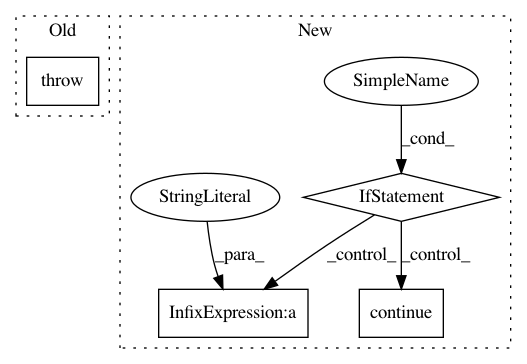 Old
New
throw
SimpleName
_cond_
StringLiteral
IfStatement
_para_
_control_
_control_
InfixExpression:a
continue